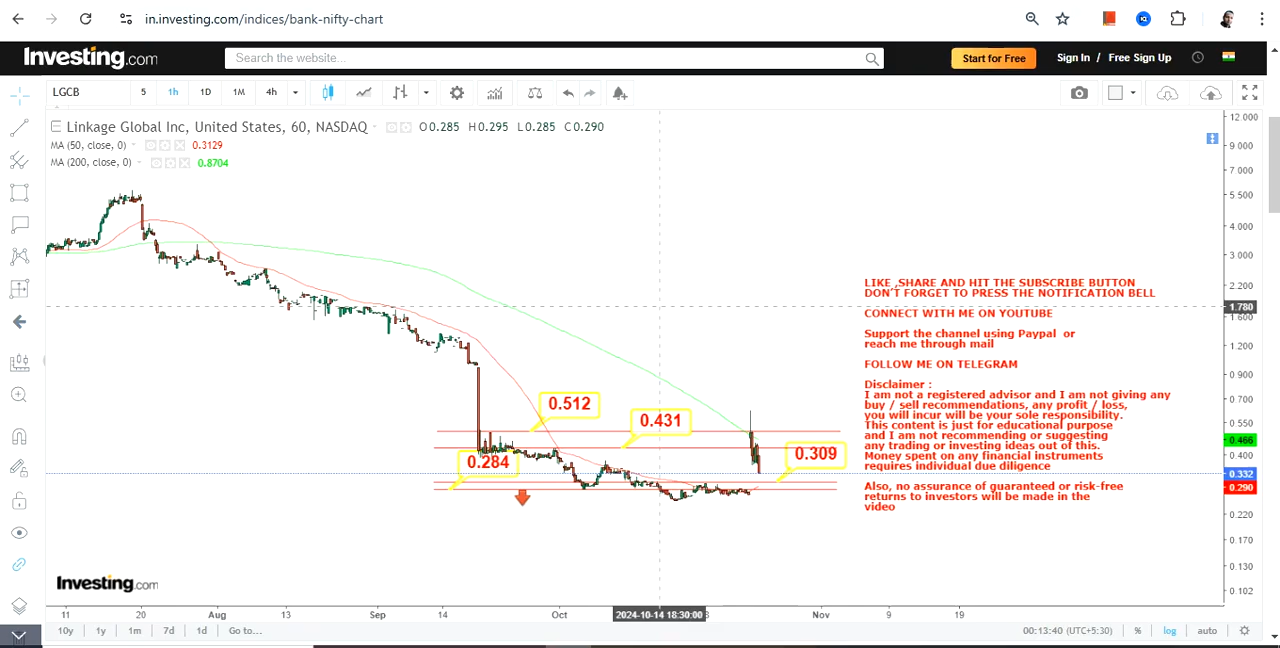 in.investing.com/indices/bank-nifty-chart
Investing.com
Search the website...
Start for Free
Sign In / Free Sign Up
LGCB 5 1h 1D 1M 4h
Linkage Global Inc, United States, 60, NASDAQ O0.285 H0.295 L0.285 C0.290
MA (50, close, 0) 0.3129
MA (200, close, 0) 0.8704
12.000
9.000
7.000
5.500
4.000
3.000
2.200
1.780
1.600
1.200
0.900
0.700
0.466
0.400
0.332
0.290
0.220
0.170
0.130
0.102
0.512
0.431
0.284
0.309
LIKE ,SHARE AND HIT THE SUBSCRIBE BUTTON
DON'T FORGET TO PRESS THE NOTIFICATION BELL
CONNECT WITH ME ON YOUTUBE
Support the channel using Paypal or
reach me through mail
FOLLOW ME ON TELEGRAM
Disclaimer :
I am not a registered advisor and I am not giving any
buy / sell recommendations, any profit / loss,
you will incur will be your sole responsibility.
This content is just for educational purpose
and I am not recommending or suggesting
any trading or investing ideas out of this.
Money spent on any financial instruments
requires individual due diligence
Also, no assurance of guaranteed or risk-free
returns to investors will be made in the
video
Investing.com
11 20 Aug 13 Sep 14 Oct 2024-10-14 18:30:00 Nov 9 19
10y 1y 1m 7d 1d Go to... 00:13:40 (UTC+5:30) % log auto